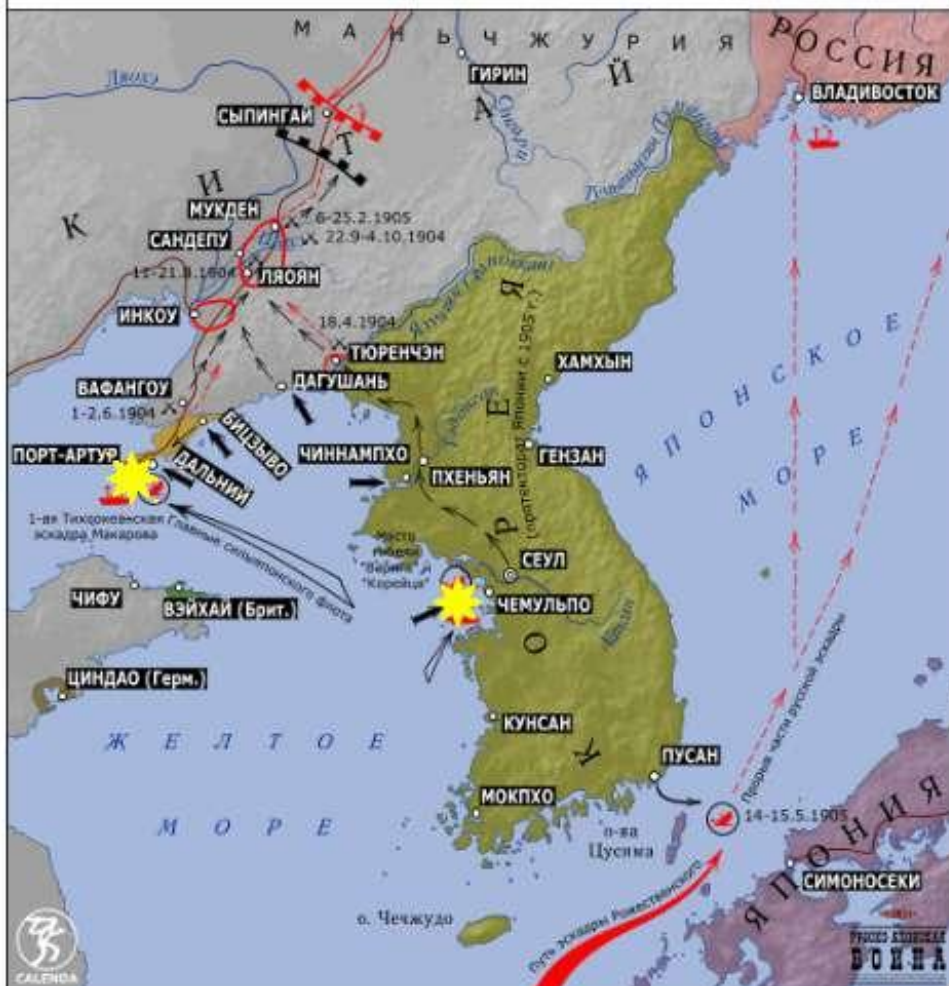 МАНЬЧЖУРИЯ
РОССИЯ
КИТАЙ
ГИРИН
ВЛАДИВОСТОК
Ляохэ
СЫПИНГАЙ
МУКДЕН
6-25.2.1905
22.9-4.10.1904
САНДЕПУ
11-21.8.1904
ЛЯОЯН
ИНКОУ
18.4.1904
ТЮРЕНЧЭН
ХАМХЫН
ВАФАНГОУ
ДАГУШАНЬ
1-2.6.1904
БИЦЗЫВО
ЧИННАМПХО
ГЕНЗАН
ПОРТ-АРТУР
ДАЛЬНИЙ
ПХЕНЬЯН
КОРЕЯ
(протекторат Японии с 1905 г.)
ЯПОНСКОЕ
МОРЕ
1-ая Тихоокеанская
эскадра Макарова
Главные силы японского флота
Место
гибели
"Варяга" и
"Корейца"
СЕУЛ
ЧИФУ
ЧЕМУЛЬПО
ВЭЙХАЙ (Брит.)
ЦИНДАО (Герм.)
КУНСАН
ЖЕЛТОЕ
МОРЕ
ПУСАН
Прорыв части русской эскадры
МОКПХО
14-15.5.1905
о-ва
Цусима
ЯПОНИЯ
СИМОНОСЕКИ
Путь эскадры Рожественского
о. Чечжудо
CALENDA
РУССКО ЯПОНСКАЯ
ВОЙНА